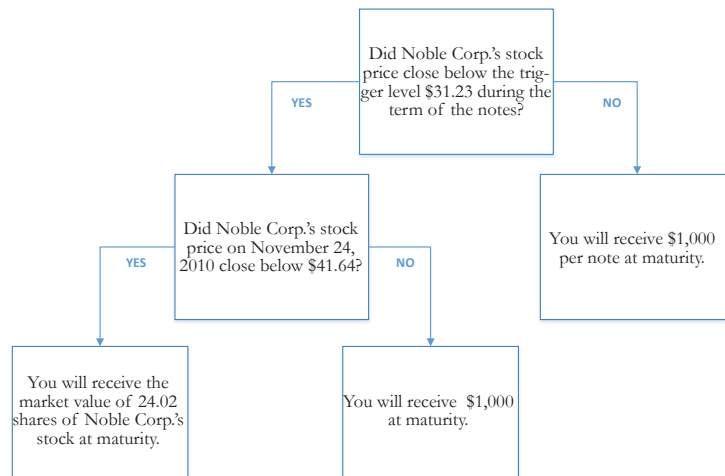 Did Noble Corp.'s stock
price close below the trig-
ger level $31.23 during the
term of the notes?
YES
NO
Did Noble Corp.'s stock
price on November 24,
2010 close below $41.64?
You will receive $1,000
per note at maturity.
YES
NO
You will receive the
market value of 24.02
shares of Noble Corp.'s
stock at maturity.
You will receive $1,000
at maturity.